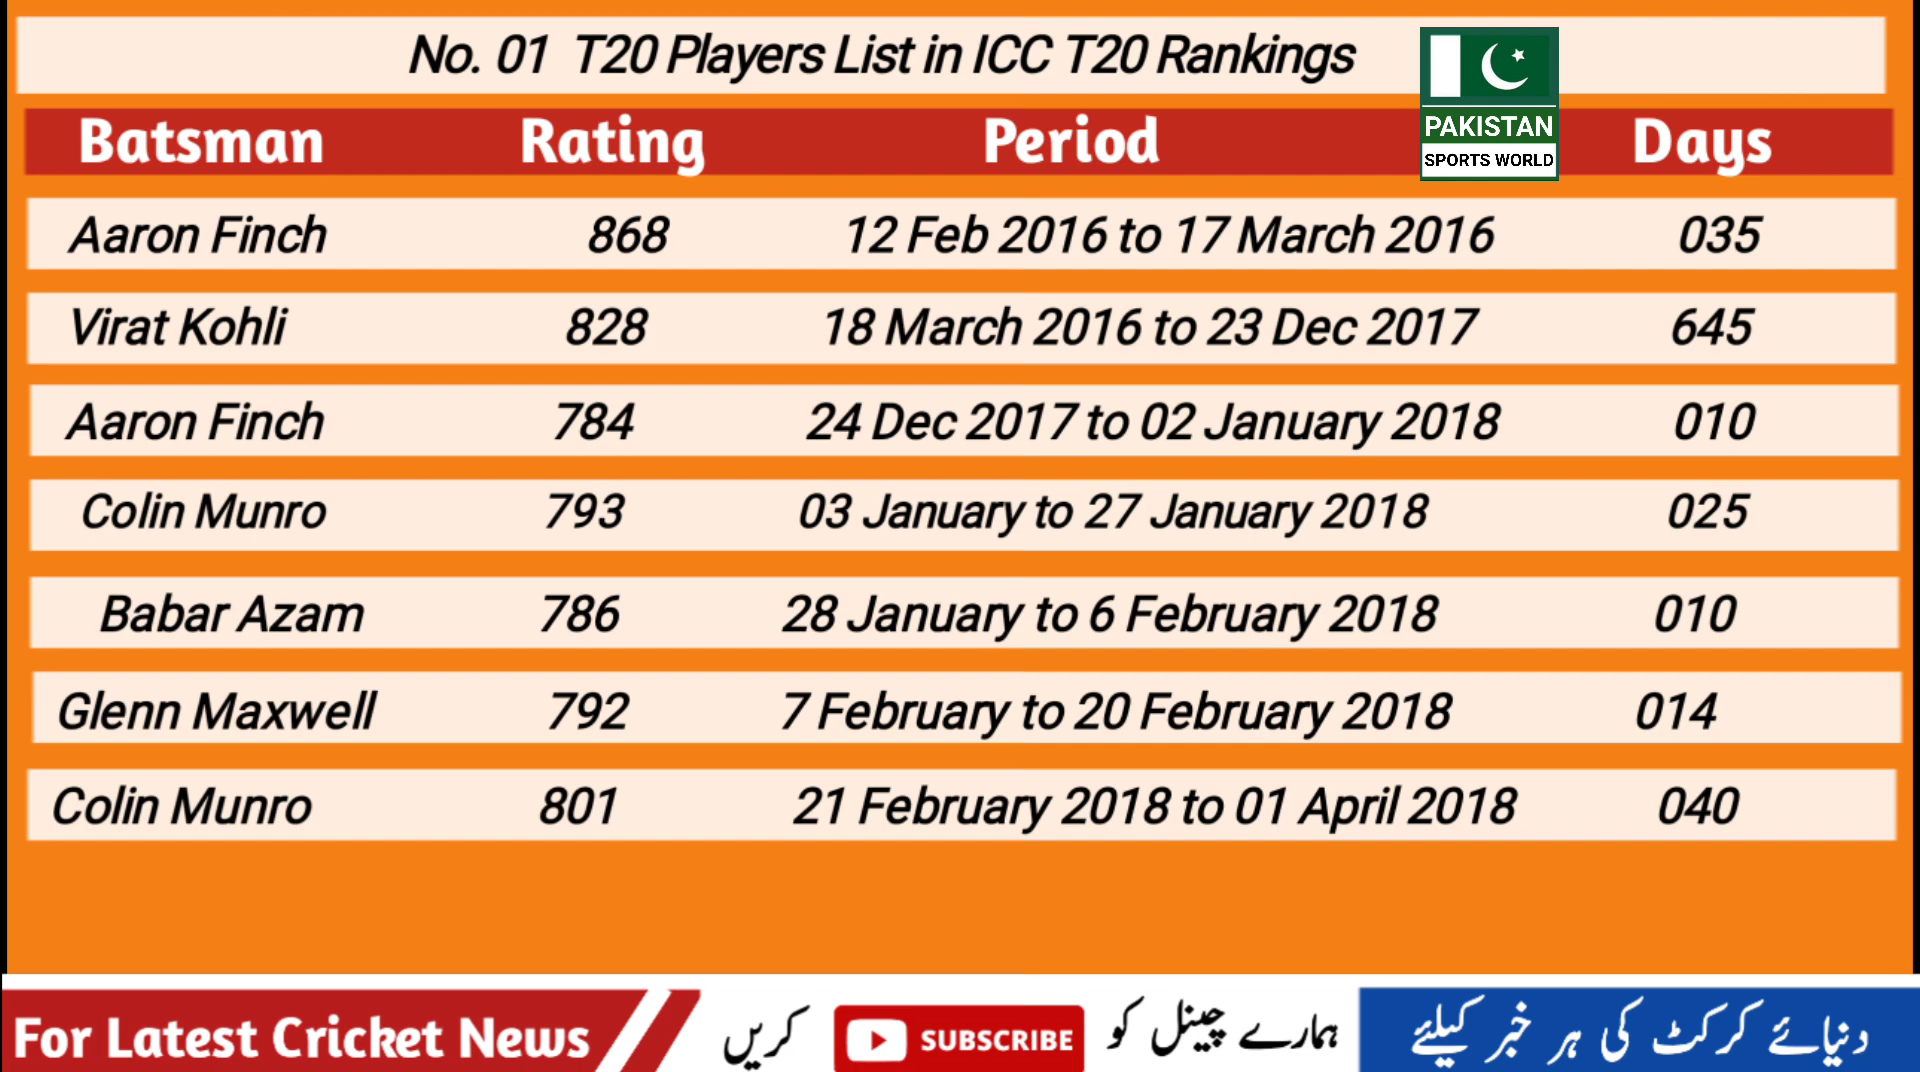 No. 01 T20 Players List in ICC T20 Rankings
PAKISTAN
SPORTS WORLD
Batsman Rating Period Days
Aaron Finch 868 12 Feb 2016 to 17 March 2016 035
Virat Kohli 828 18 March 2016 to 23 Dec 2017 645
Aaron Finch 784 24 Dec 2017 to 02 January 2018 010
Colin Munro 793 03 January to 27 January 2018 025
Babar Azam 786 28 January to 6 February 2018 010
Glenn Maxwell 792 7 February to 20 February 2018 014
Colin Munro 801 21 February 2018 to 01 April 2018 040
For Latest Cricket News
دنیائے کرکٹ کی ہر خبر کیلئے ہمارے چینل کو SUBSCRIBE کریں